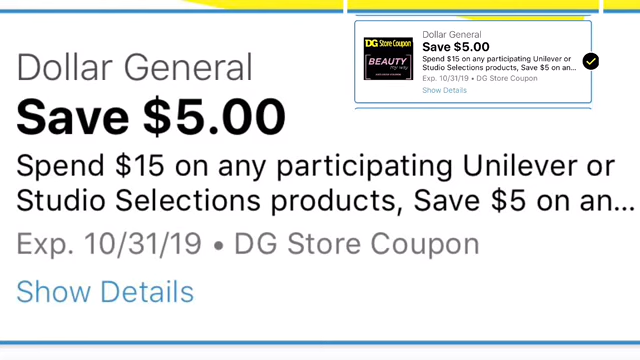 Dollar General
Save $5.00
Spend $15 on any participating Unilever or
Studio Selections products, Save $5 on an...
Exp. 10/31/19 • DG Store Coupon
Show Details
DG Store Coupon
BEAUTY
my way
Dollar General
Save $5.00
Spend $15 on any participating Unilever or
Studio Selections products, Save $5 on an...
Exp. 10/31/19 • DG Store Coupon
Show Details